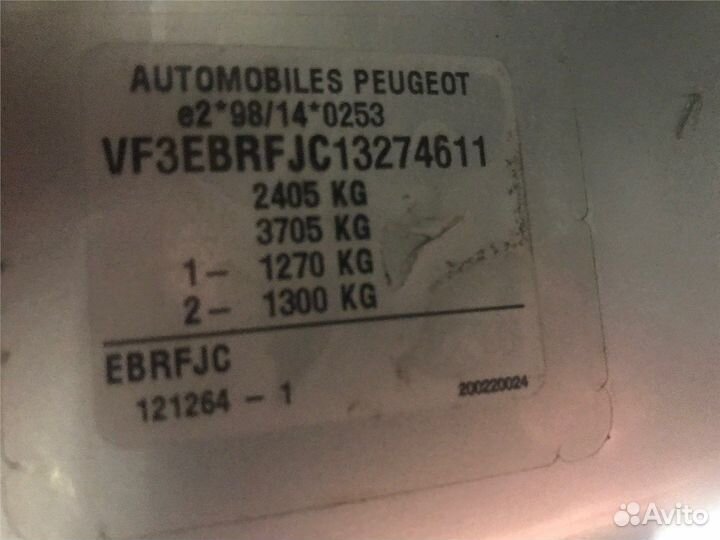 AUTOMOBILES PEUGEOT
e2*98/14*0253
VF3EBRFJC13274611
2405 KG
3705 KG
1- 1270 KG
2- 1300 KG
EBRFJC
121264 - 1
200220024
Avito